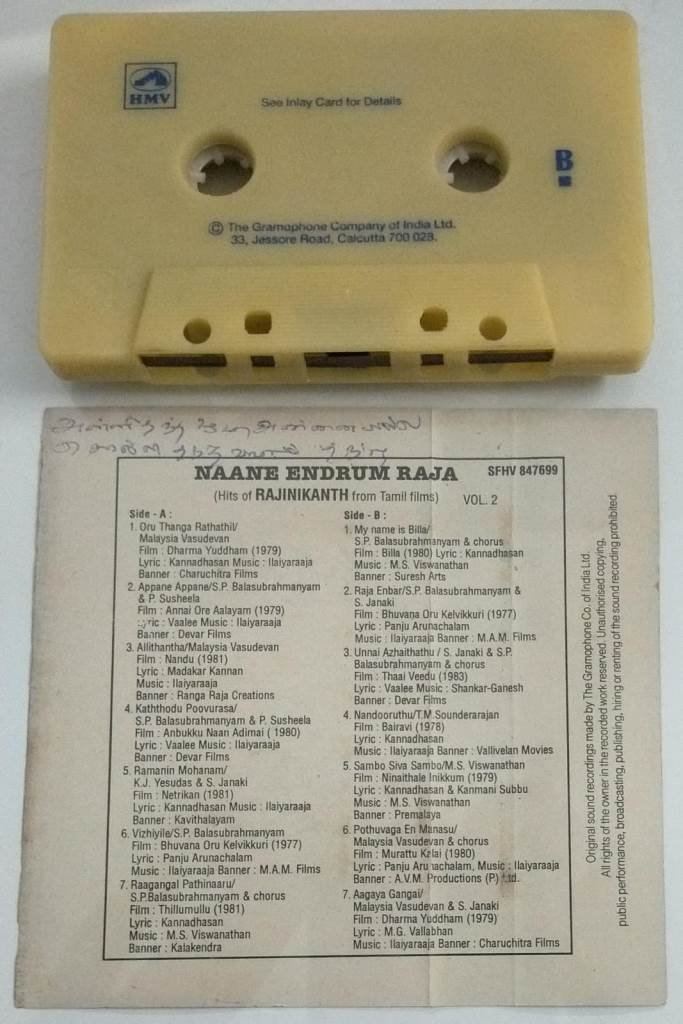 HMV
See Inlay Card for Details
B
© The Gramophone Company of India Ltd.
33, Jessore Road, Calcutta 700 028.
NAANE ENDRUM RAJA
SFHV 847699
(Hits of RAJINIKANTH from Tamil films)
VOL. 2
Side - A :
1. Oru Thanga Rathathil/
Malaysia Vasudevan
Film : Dharma Yuddham (1979)
Lyric : Kannadhasan Music : Ilaiyaraaja
Banner : Charuchitra Films
2. Appane Appane/S.P. Balasubrahmanyam
& P. Susheela
Film : Annai Ore Aalayam (1979)
Lyric : Vaalee Music : Ilaiyaraaja
Banner : Devar Films
3. Allithantha/Malaysia Vasudevan
Film : Nandu (1981)
Lyric : Madakar Kannan
Music : Ilaiyaraaja
Banner : Ranga Raja Creations
4. Kaththodu Poovurasa/
S.P. Balasubrahmanyam & P. Susheela
Film : Anbukku Naan Adimai ( 1980)
Lyric : Vaalee Music : Ilaiyaraaja
Banner : Devar Films
5. Ramanin Mohanam/
K.J. Yesudas & S. Janaki
Film : Netrikan (1981)
Lyric : Kannadhasan Music : Ilaiyaraaja
Banner : Kavithalayam
6. Vizhiyile/S.P. Balasubrahmanyam
Film : Bhuvana Oru Kelvikkuri (1977)
Lyric : Panju Arunachalam
Music : Ilaiyaraaja Banner : M.A.M. Films
7. Raagangal Pathinaaru/
S.P.Balasubrahmanyam & chorus
Film : Thillumullu (1981)
Lyric : Kannadhasan
Music : M.S. Viswanathan
Banner : Kalakendra
Side - B :
1. My name is Billa/
S.P. Balasubrahmanyam & chorus
Film : Billa (1980) Lyric : Kannadhasan
Music : M.S. Viswanathan
Banner : Suresh Arts
2. Raja Enbar/S.P. Balasubrahmanyam &
S. Janaki
Film : Bhuvana Oru Kelvikkuri (1977)
Lyric : Panju Arunachalam
Music : Ilaiyaraaja Banner : M.A.M. Films
3. Unnai Azhaithathu / S. Janaki & S.P.
Balasubrahmanyam & chorus
Film : Thaai Veedu (1983)
Lyric : Vaalee Music : Shankar-Ganesh
Banner : Devar Films
4. Nandooruthu/T.M Sounderarajan
Film : Bairavi (1978)
Lyric : Kannadhasan
Music : Ilaiyaraaja Banner : Vallivelan Movies
5. Sambo Siva Sambo/M.S. Viswanathan
Film : Ninaithale Inikkum (1979)
Lyric : Kannadhasan & Kanmani Subbu
Music : M.S. Viswanathan
Banner : Premalaya
6. Pothuvaga En Manasu/
Malaysia Vasudevan & chorus
Film : Murattu Kalai (1980)
Lyric : Panju Arunachalam, Music : Ilaiyaraaja
Banner : A.V.M. Productions (P) Ltd.
7. Aagaya Gangai/
Malaysia Vasudevan & S. Janaki
Film : Dharma Yuddham (1979)
Lyric : M.G. Vallabhan
Music : Ilaiyaraaja Banner : Charuchitra Films
Original sound recordings made by The Gramophone Co. of India Ltd.
All rights of the owner in the recorded work reserved. Unauthorised copying,
public performance, broadcasting, publishing, hiring or renting of the sound recording prohibited.